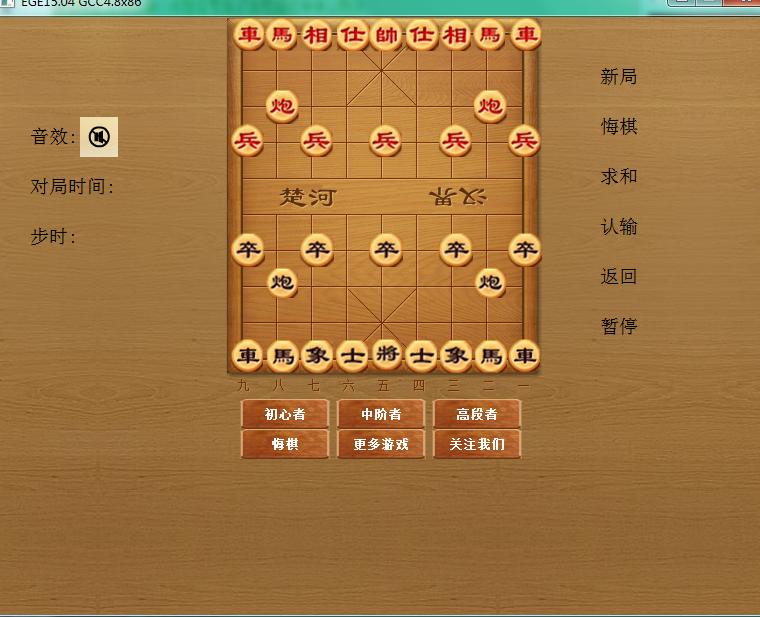 EGE15.04 GCC4.8x86
車馬相仕帥仕相馬車
炮 炮
兵 兵 兵 兵 兵
楚河 汉界
卒 卒 卒 卒 卒
炮 炮
車馬象士將士象馬車
九 八 七 六 五 四 三 二 一
初心者 中阶者 高段者
悔棋 更多游戏 关注我们
音效:
对局时间:
步时:
新局
悔棋
求和
认输
返回
暂停